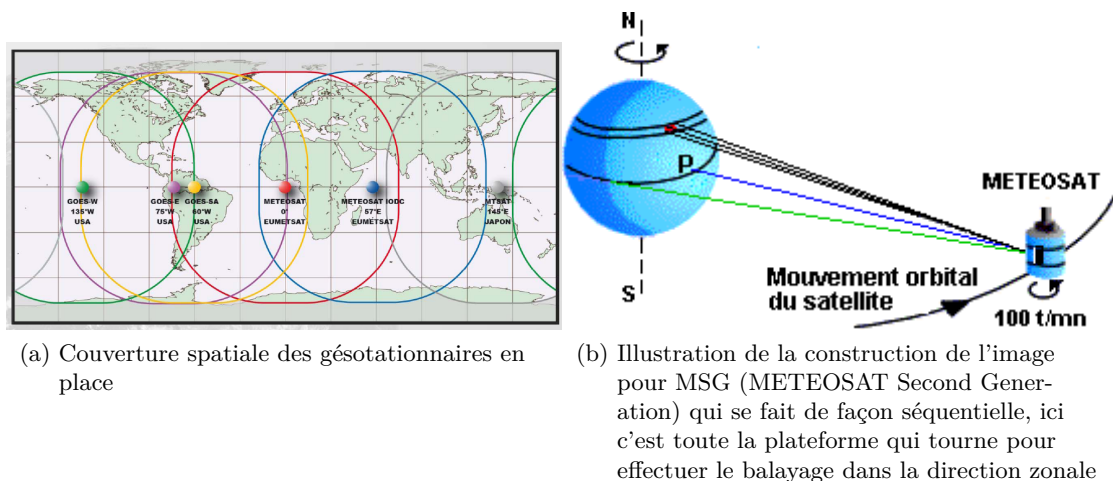 GOES-W
135°W
USA
GOES-E
75°W
USA
GOES-SA
60°W
USA
METEOSAT
0°
EUMETSAT
METEOSAT IODC
57°E
EUMETSAT
MTSAT
145°E
JAPON
(a) Couverture spatiale des gésotationnaires en
place
N
P
METEOSAT
S
Mouvement orbital
du satellite
100 t/mn
(b) Illustration de la construction de l'image
pour MSG (METEOSAT Second Gener-
ation) qui se fait de façon séquentielle, ici
c'est toute la plateforme qui tourne pour
effectuer le balayage dans la direction zonale